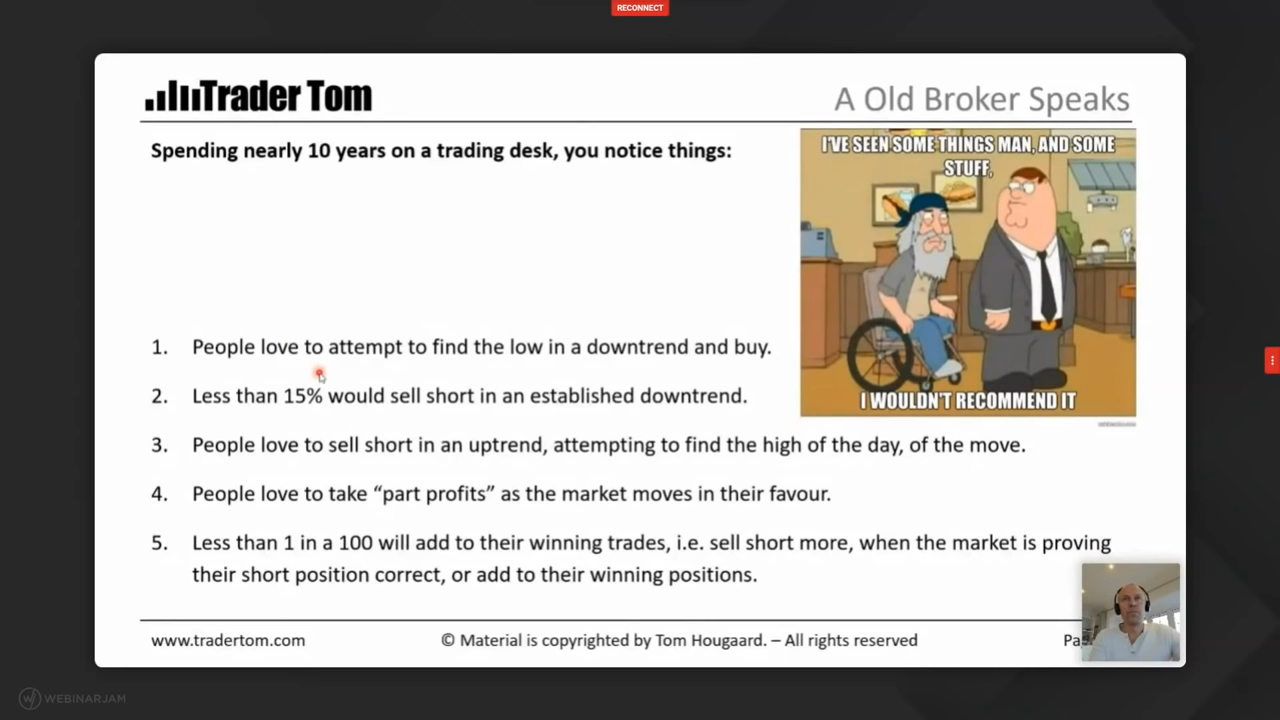 RECONNECT
Trader Tom
A Old Broker Speaks
Spending nearly 10 years on a trading desk, you notice things:
I'VE SEEN SOME THINGS MAN, AND SOME
STUFF,
I WOULDN'T RECOMMEND IT
1. People love to attempt to find the low in a downtrend and buy.
2. Less than 15% would sell short in an established downtrend.
3. People love to sell short in an uptrend, attempting to find the high of the day, of the move.
4. People love to take “part profits” as the market moves in their favour.
5. Less than 1 in a 100 will add to their winning trades, i.e. sell short more, when the market is proving
their short position correct, or add to their winning positions.
www.tradertom.com
© Material is copyrighted by Tom Hougaard. – All rights reserved
WEBINARJAM